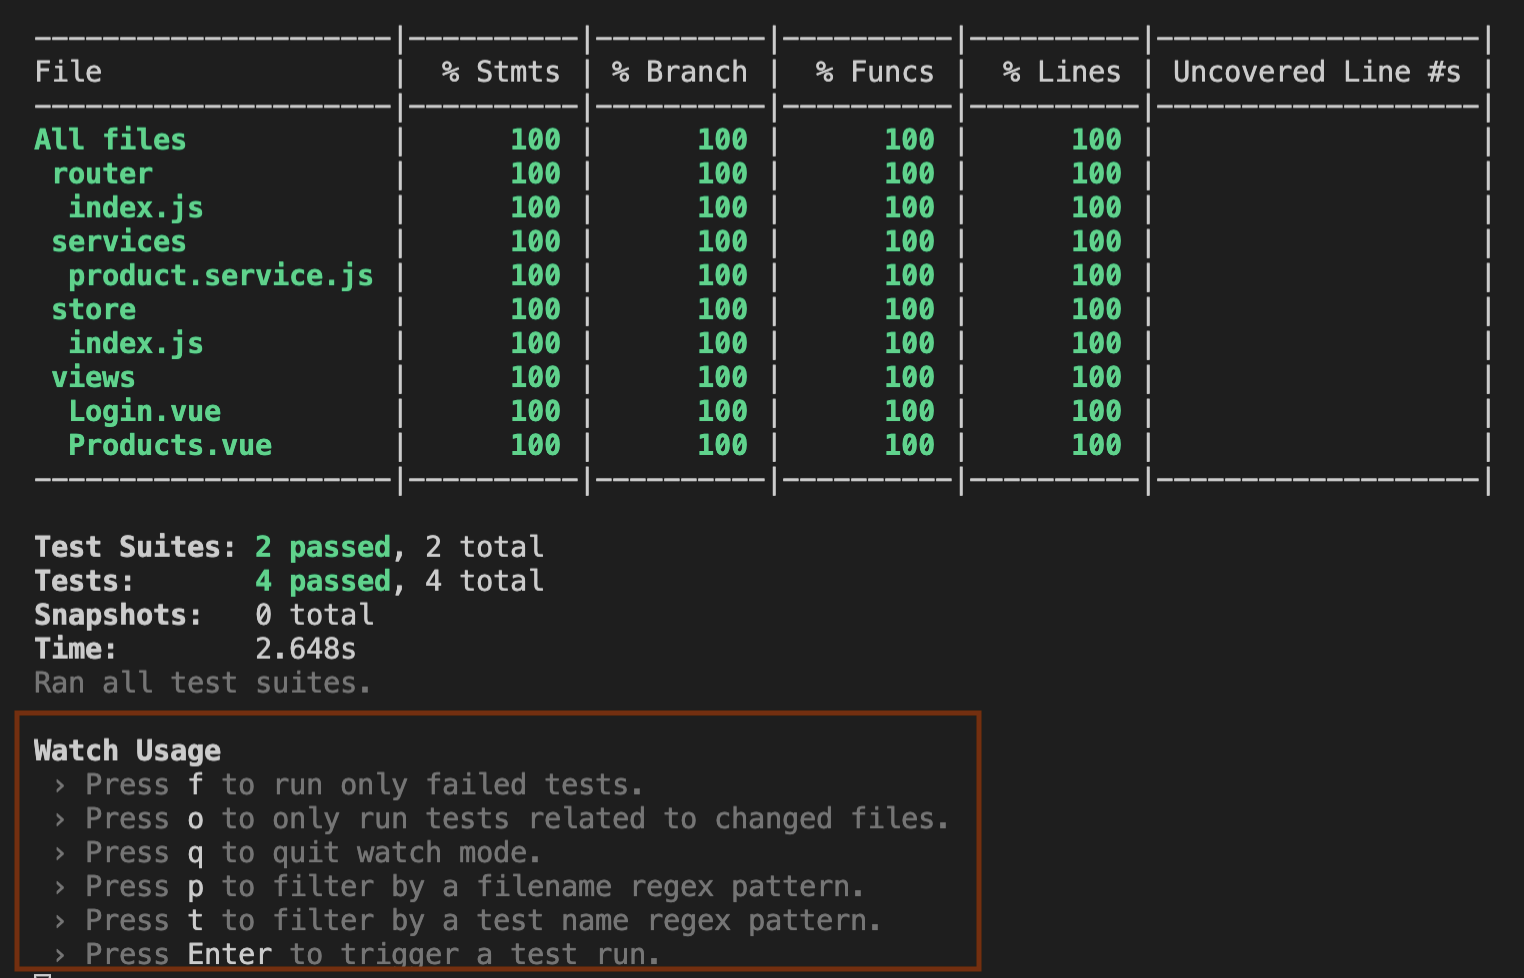 File | % Stmts | % Branch | % Funcs | % Lines | Uncovered Line #s |
All files | 100 | 100 | 100 | 100 | |
router | 100 | 100 | 100 | 100 | |
index.js | 100 | 100 | 100 | 100 | |
services | 100 | 100 | 100 | 100 | |
product.service.js | 100 | 100 | 100 | 100 | |
store | 100 | 100 | 100 | 100 | |
index.js | 100 | 100 | 100 | 100 | |
views | 100 | 100 | 100 | 100 | |
Login.vue | 100 | 100 | 100 | 100 | |
Products.vue | 100 | 100 | 100 | 100 | |
Test Suites: 2 passed, 2 total
Tests: 4 passed, 4 total
Snapshots: 0 total
Time: 2.648s
Ran all test suites.
Watch Usage
› Press f to run only failed tests.
› Press o to only run tests related to changed files.
› Press q to quit watch mode.
› Press p to filter by a filename regex pattern.
› Press t to filter by a test name regex pattern.
› Press Enter to trigger a test run.